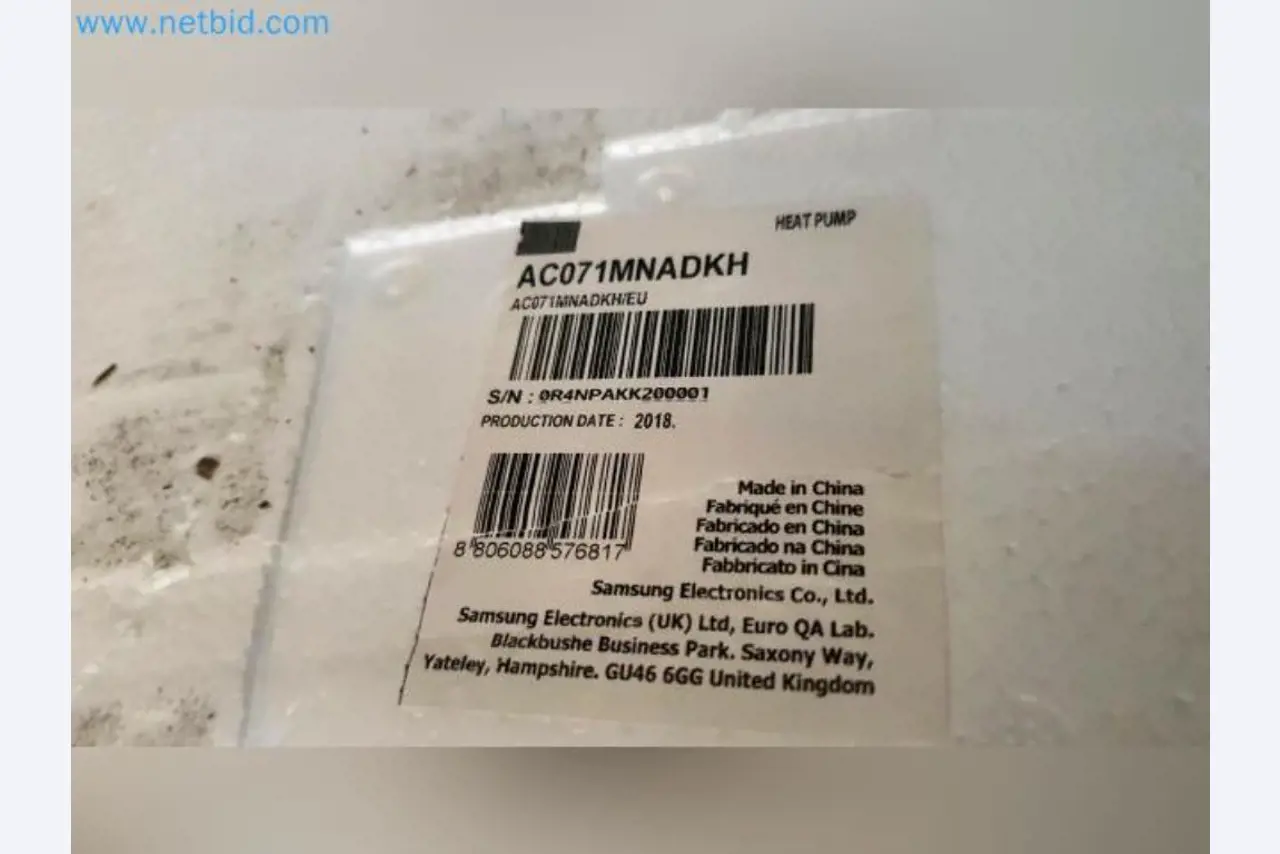 www.netbid.com
HEAT PUMP
AC071MNADKH
AC071MNADKH/EU
S/N : 0R4NPAKK200001
PRODUCTION DATE : 2018.
8 806088 576817
Made in China
Fabriqué en Chine
Fabricado en China
Fabricado na China
Fabbricato in Cina
Samsung Electronics Co., Ltd.
Samsung Electronics (UK) Ltd, Euro QA Lab.
Blackbushe Business Park. Saxony Way,
Yateley, Hampshire. GU46 6GG United Kingdom